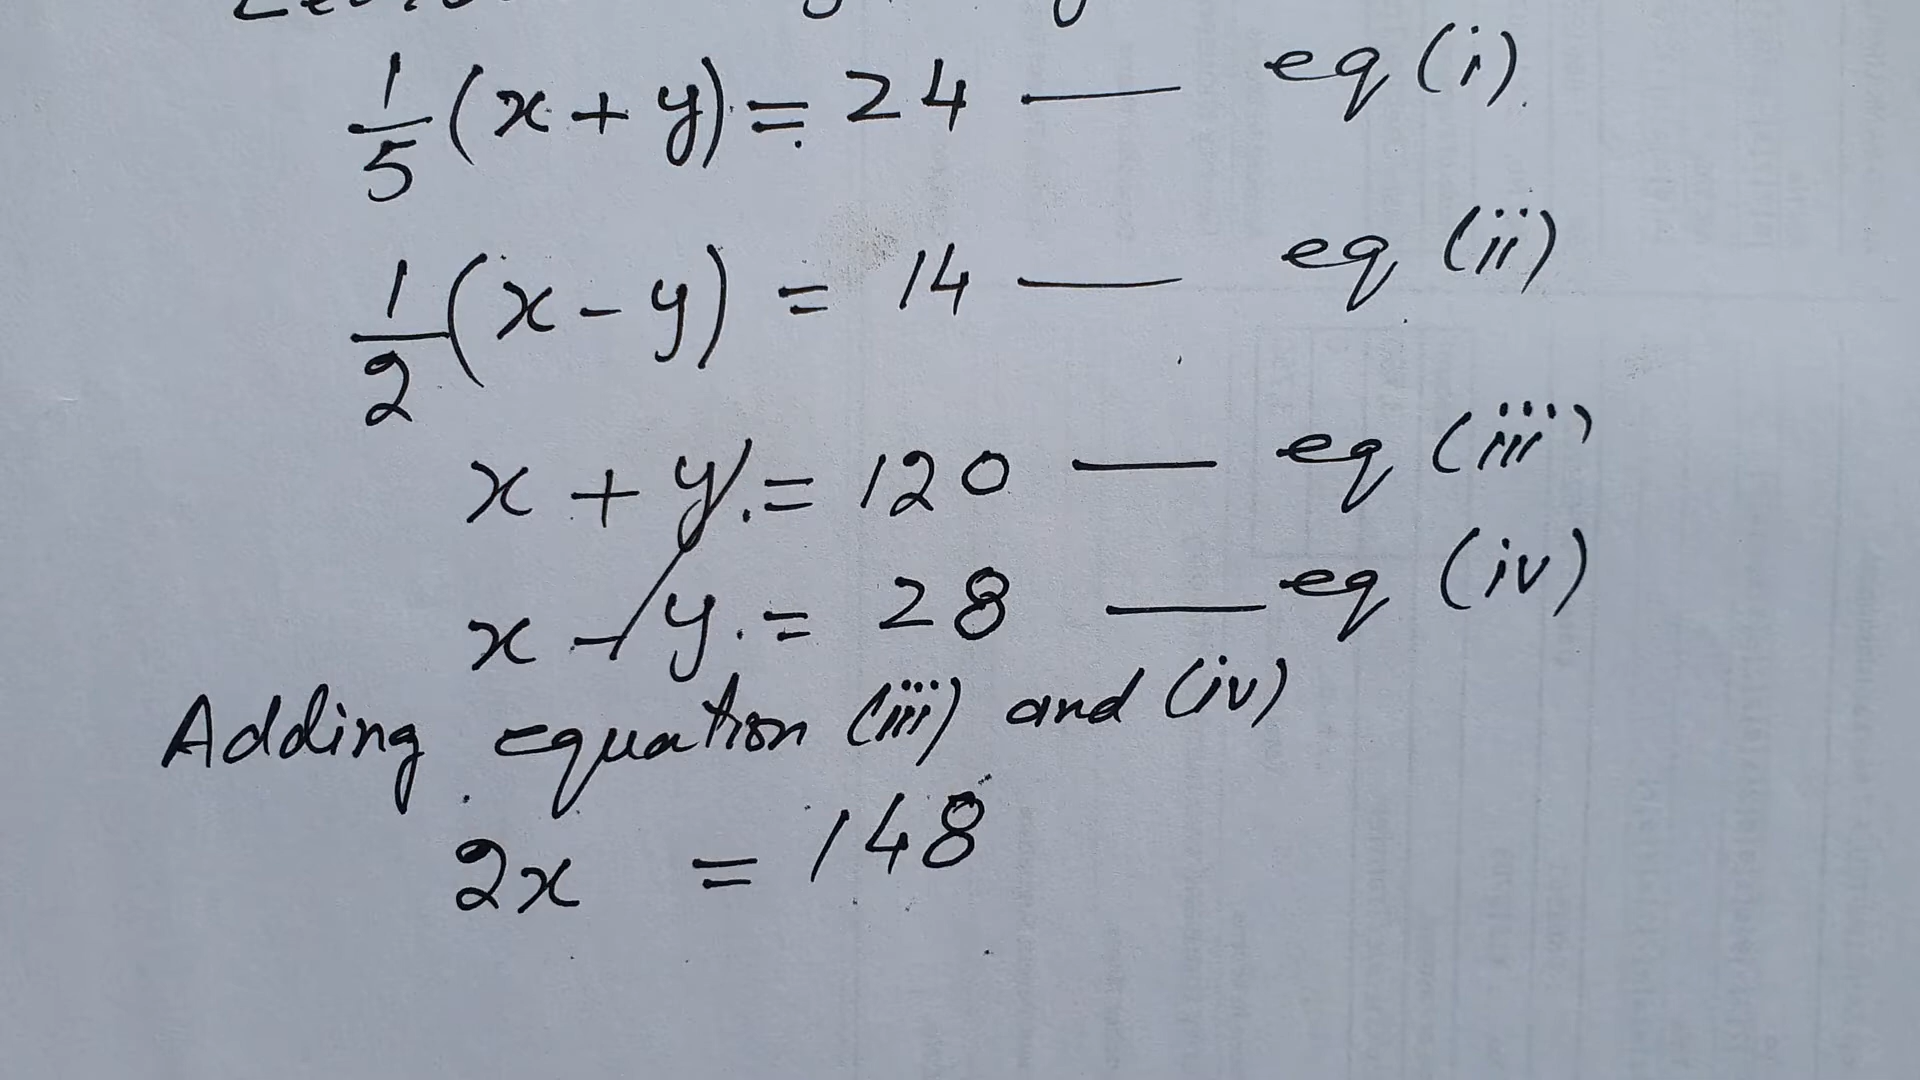 1/5 (x + y) = 24 — eq (i)
1/2 (x - y) = 14 — eq (ii)
x + y = 120 — eq (iii)
x - y = 28 — eq (iv)
Adding equation (iii) and (iv)
2x = 148